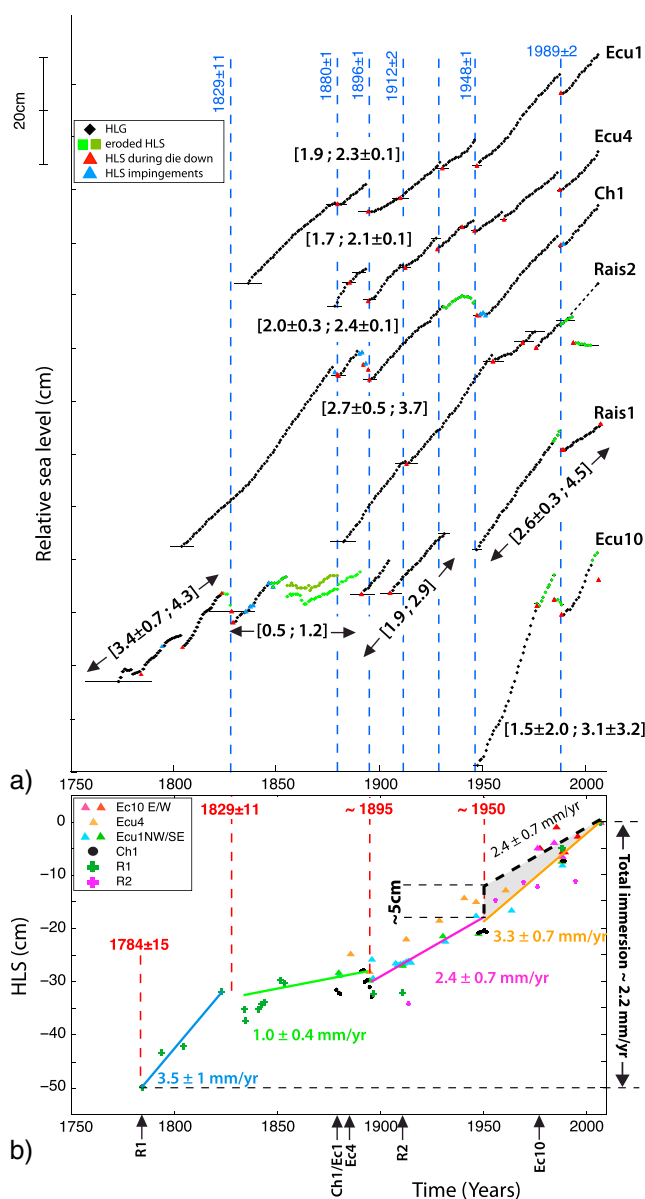 1829±11
1880±1
1896±1
1912±2
1948±1
1989±2
Ecu1
20cm
HLG
eroded HLS
HLS during die down
HLS impingements
[1.9 ; 2.3±0.1]
Ecu4
[1.7 ; 2.1±0.1]
Ch1
[2.0±0.3 ; 2.4±0.1]
Rais2
[2.7±0.5 ; 3.7]
Rais1
Relative sea level (cm)
[2.6±0.3 ; 4.5]
Ecu10
[3.4±0.7 ; 4.3]
[0.5 ; 1.2]
[1.9 ; 2.9]
[1.5±2.0 ; 3.1±3.2]
a)
1750 1800 1850 1900 1950 2000
Ec10 E/W
Ecu4
Ecu1NW/SE
Ch1
R1
R2
1829±11
~ 1895
~ 1950
1784±15
2.4 ± 0.7 mm/yr
~5cm
3.3 ± 0.7 mm/yr
2.4 ± 0.7 mm/yr
1.0 ± 0.4 mm/yr
3.5 ± 1 mm/yr
Total immersion ~ 2.2 mm/yr
HLS (cm)
0
−10
−20
−30
−40
−50
b)
1750 1800 1850 1900 1950 2000
R1
Ch1/Ec1
Ec4
R2
Ec10
Time (Years)